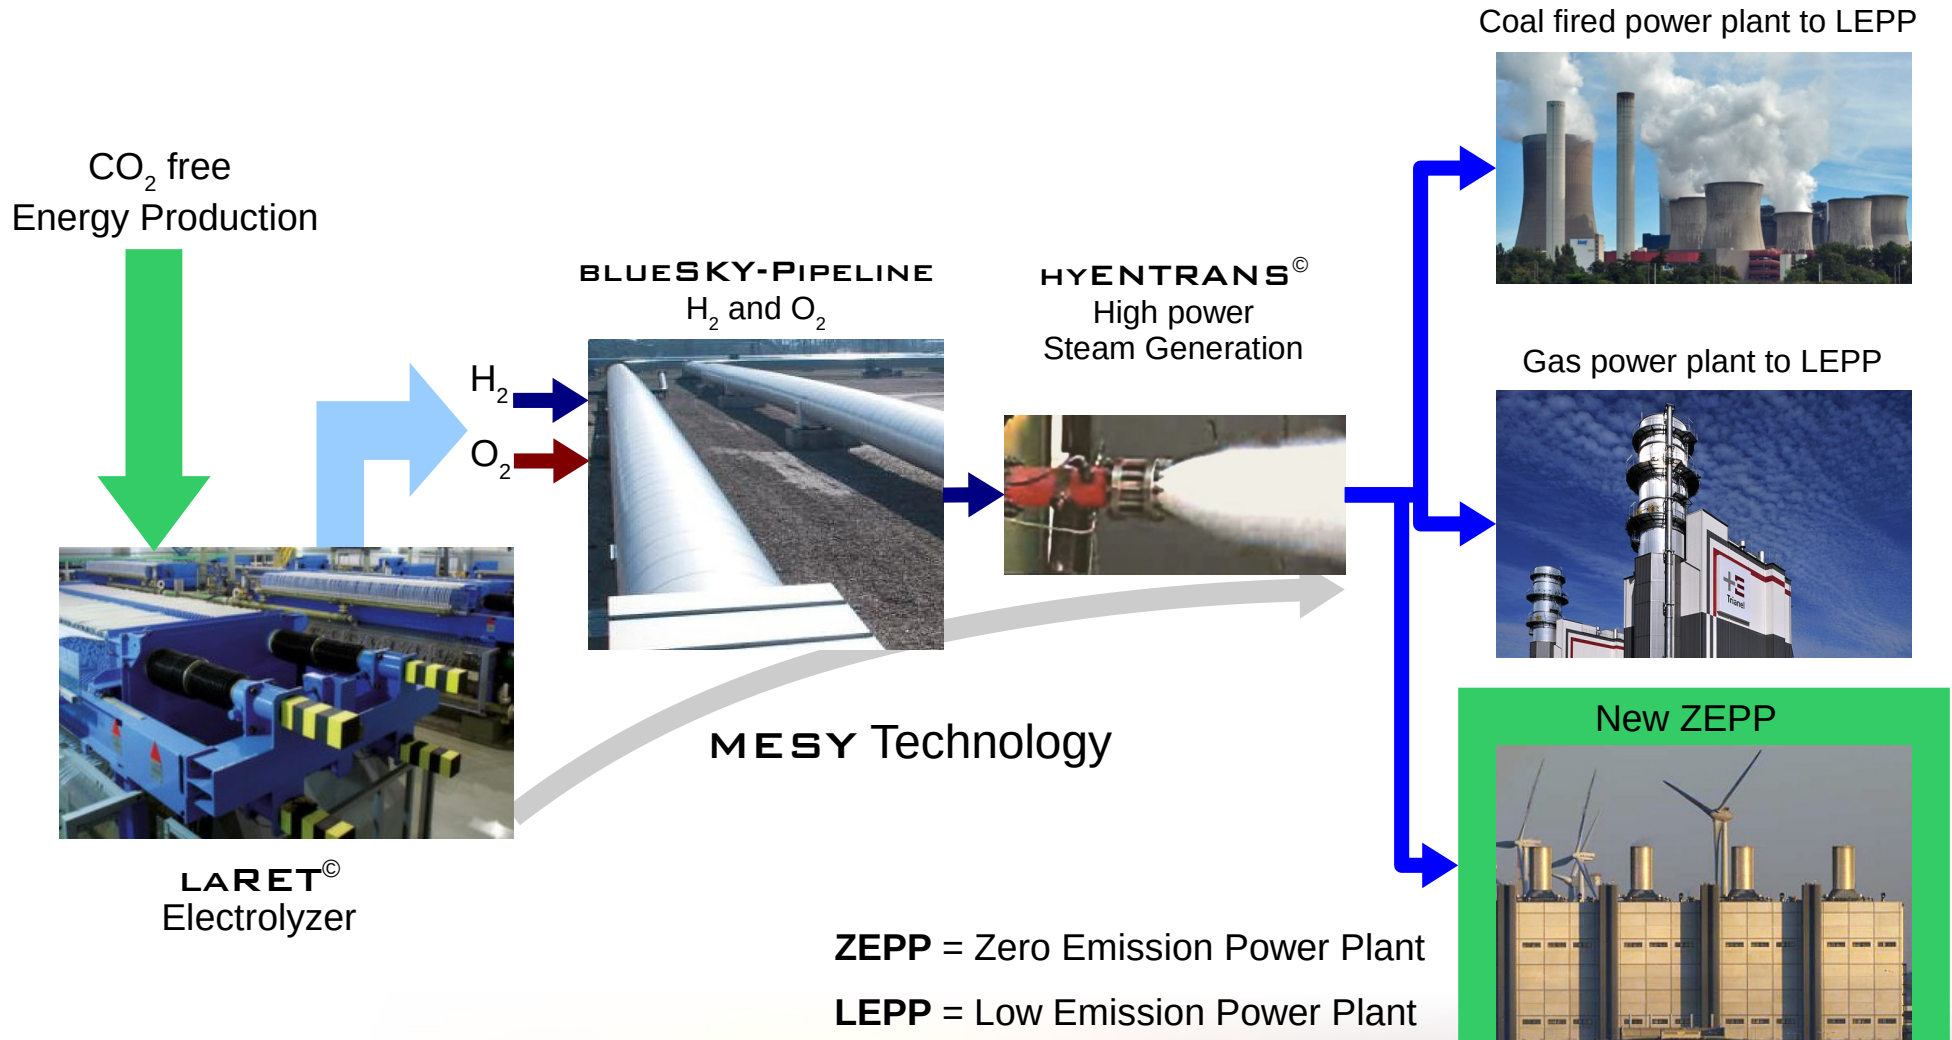 Coal fired power plant to LEPP
CO2 free
Energy Production
BLUESKY-PIPELINE
H2 and O2
HYENTRANS©
High power
Steam Generation
H2
O2
Gas power plant to LEPP
Trianel
MESY Technology
New ZEPP
LARET©
Electrolyzer
ZEPP = Zero Emission Power Plant
LEPP = Low Emission Power Plant